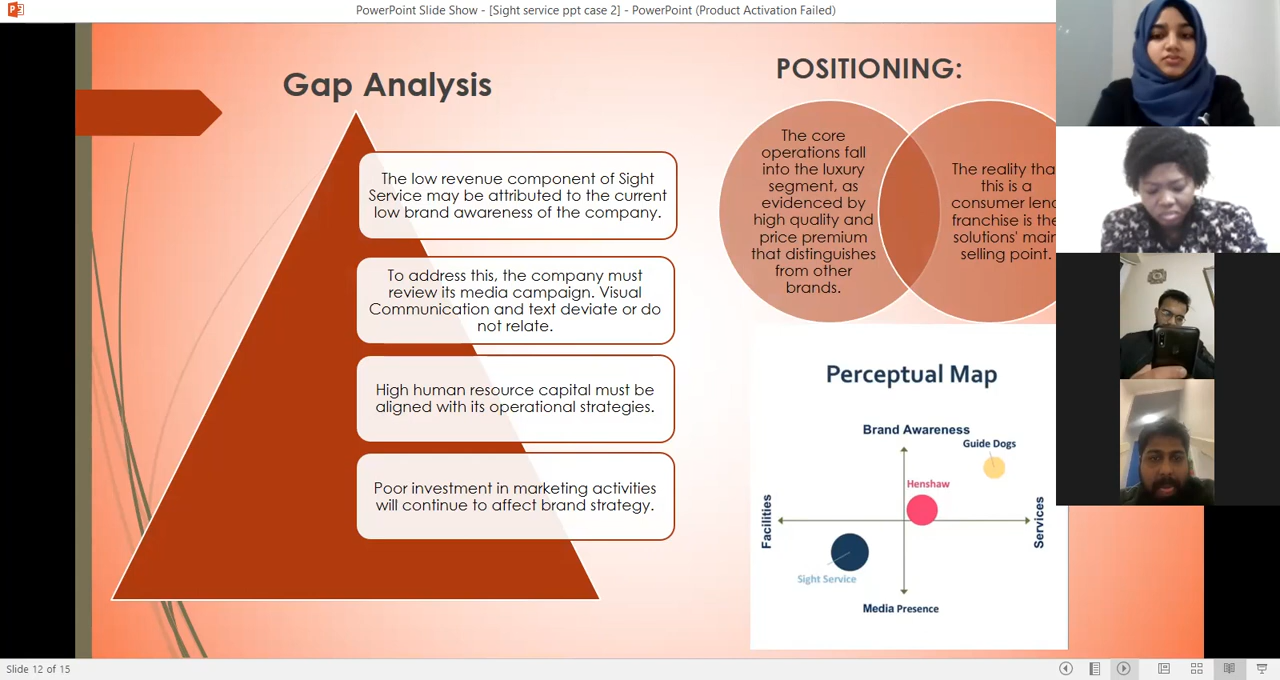 PowerPoint Slide Show - [Sight service ppt case 2] - PowerPoint (Product Activation Failed)
Gap Analysis
The low revenue component of Sight
Service may be attributed to the current
low brand awareness of the company.
To address this, the company must
review its media campaign. Visual
Communication and text deviate or do
not relate.
High human resource capital must be
aligned with its operational strategies.
Poor investment in marketing activities
will continue to affect brand strategy.
POSITIONING:
The core
operations fall
into the luxury
segment, as
evidenced by
high quality and
price premium
that distinguishes
from other
brands.
The reality tha
this is a
consumer lend
franchise is the
solutions' main
selling point.
Perceptual Map
Brand Awareness
Guide Dogs
Henshaw
Facilities
Services
Sight Service
Media Presence
Slide 12 of 15